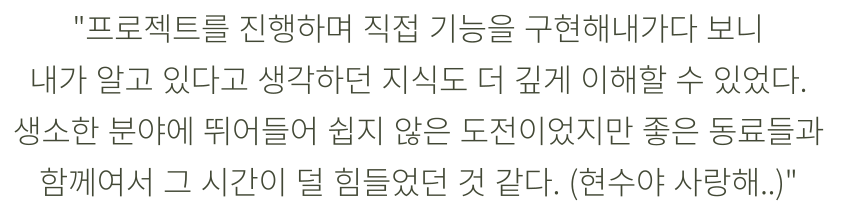 "프로젝트를 진행하며 직접 기능을 구현해내가다 보니
내가 알고 있다고 생각하던 지식도 더 깊게 이해할 수 있었다.
생소한 분야에 뛰어들어 쉽지 않은 도전이었지만 좋은 동료들과
함께여서 그 시간이 덜 힘들었던 것 같다. (현수야 사랑해..)"